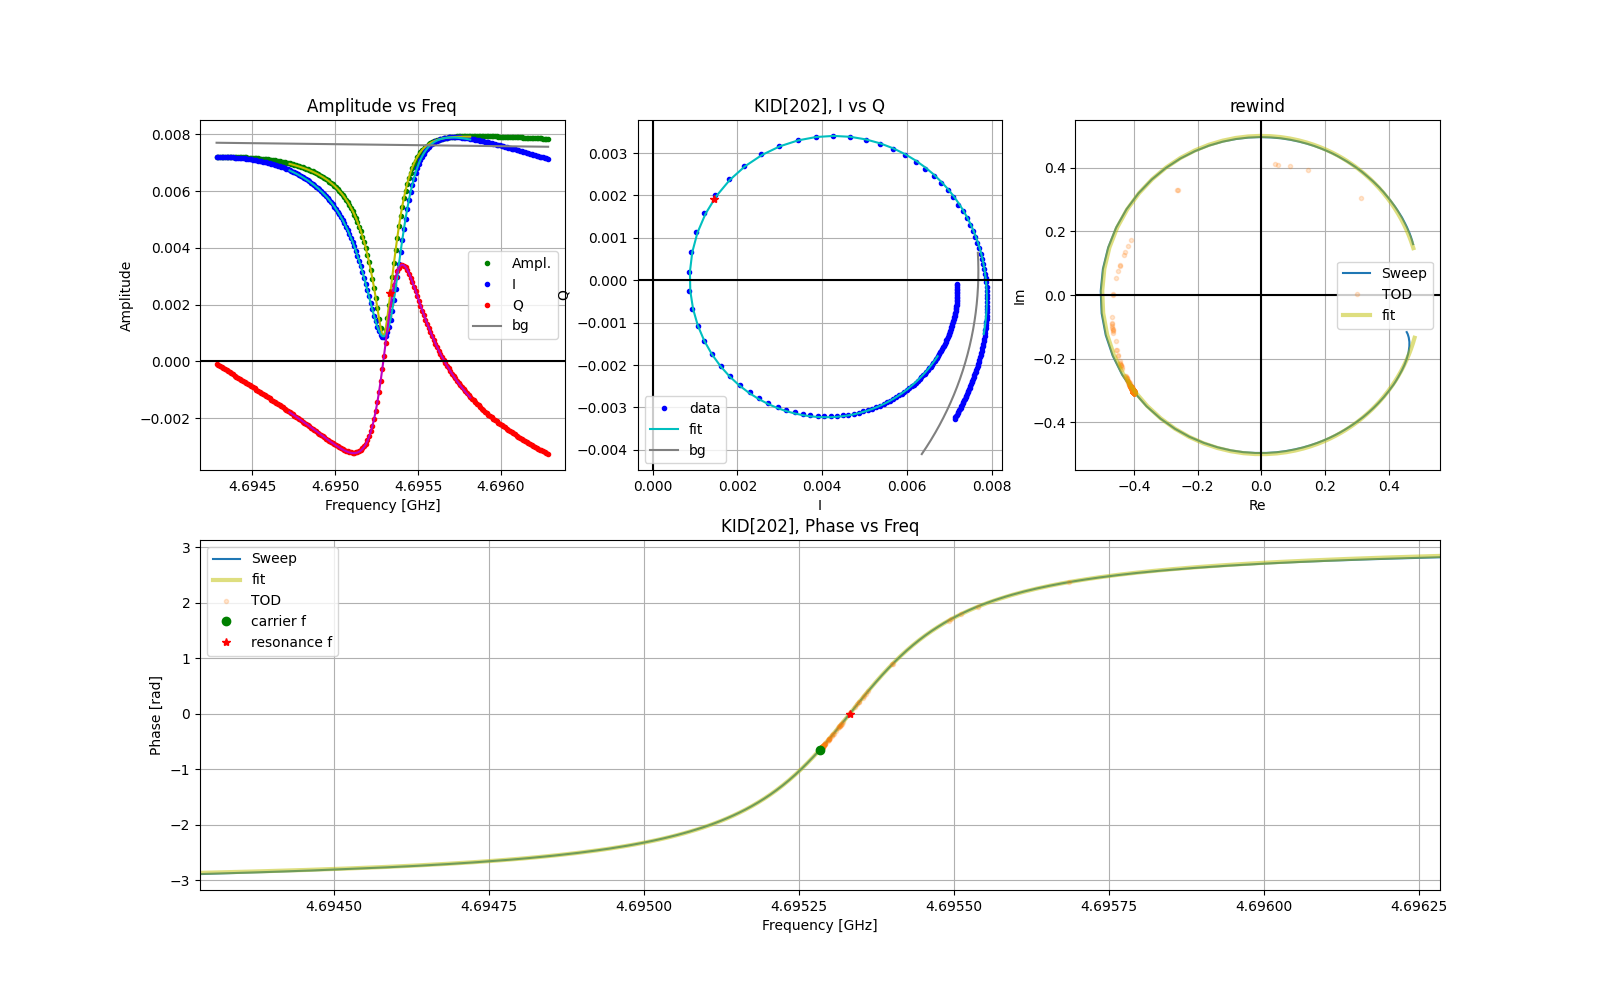 Amplitude vs Freq
0.008
0.006
0.004
0.002
0.000
−0.002
Amplitude
4.6945
4.6950
4.6955
4.6960
Frequency [GHz]
Ampl.
I
Q
bg
KID[202], I vs Q
0.003
0.002
0.001
0.000
−0.001
−0.002
−0.003
−0.004
Q
0.000
0.002
0.004
0.006
0.008
I
data
fit
bg
rewind
0.4
0.2
0.0
−0.2
−0.4
Im
−0.4
−0.2
0.0
0.2
0.4
Re
Sweep
TOD
fit
KID[202], Phase vs Freq
3
2
1
0
−1
−2
−3
Phase [rad]
4.69450
4.69475
4.69500
4.69525
4.69550
4.69575
4.69600
4.69625
Frequency [GHz]
Sweep
fit
TOD
carrier f
resonance f